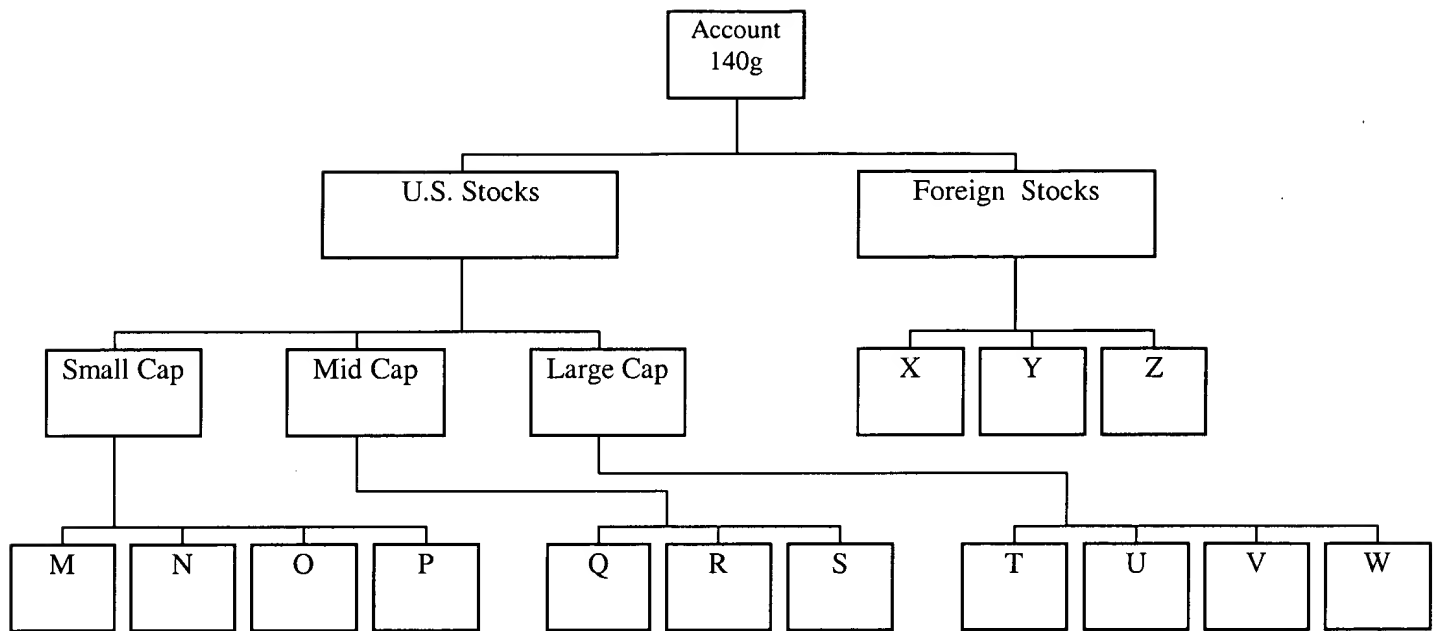 Account
140g
U.S. Stocks
Foreign Stocks
Small Cap
Mid Cap
Large Cap
X
Y
Z
M
N
O
P
Q
R
S
T
U
V
W